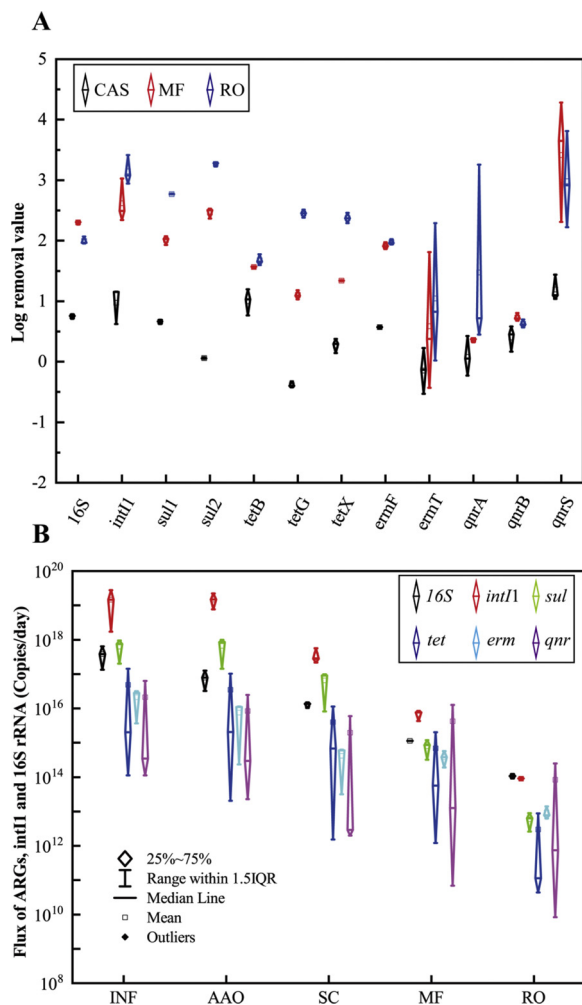 A
CAS MF RO
5
4
3
2
1
0
-1
-2
Log removal value
16S intI1 sul1 sul2 tetB tetG tetX ermF ermT qnrA qnrB qnrS
B
16S intI1 sul
tet erm qnr
10^20
10^18
10^16
10^14
10^12
10^10
10^8
Flux of ARGs, intI1 and 16S rRNA (Copies/day)
25%~75%
Range within 1.5IQR
Median Line
Mean
Outliers
INF AAO SC MF RO